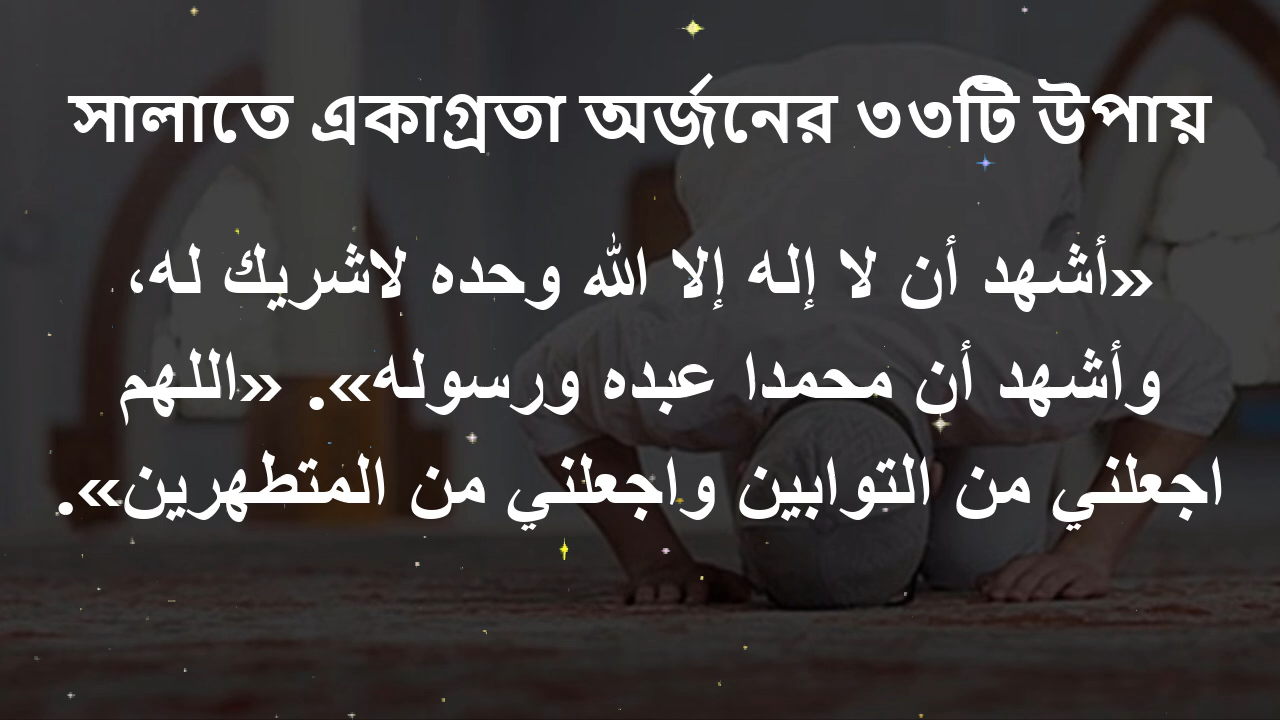 সালাতে একাগ্রতা অর্জনের ৩৩টি উপায়
«أشهد أن لا إله إلا الله وحده لاشريك له،
وأشهد أن محمدا عبده ورسوله». «اللهم
اجعلني من التوابين واجعلني من المتطهرين».